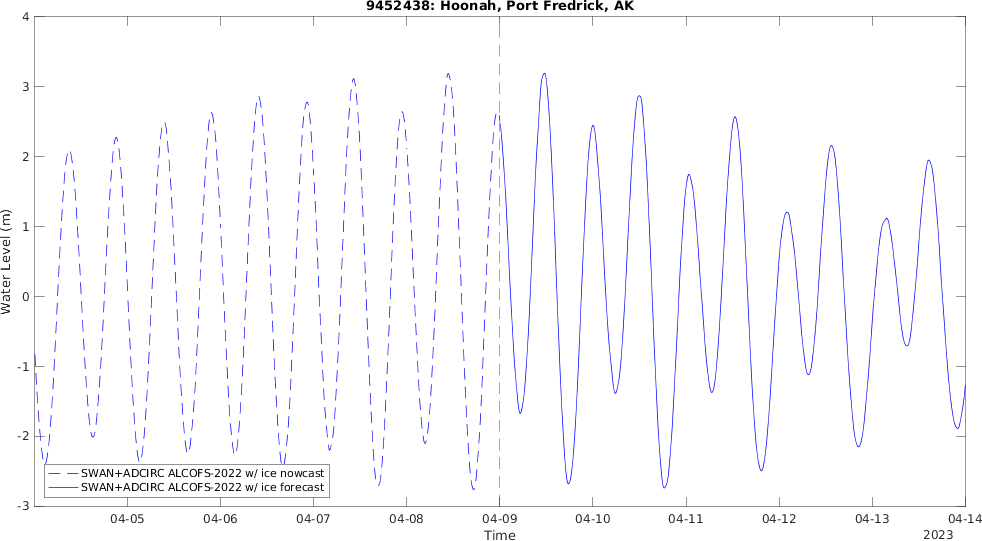 9452438: Hoonah, Port Fredrick, AK
Water Level (m)
4
3
2
1
0
-1
-2
-3
SWAN+ADCIRC ALCOFS-2022 w/ ice nowcast
SWAN+ADCIRC ALCOFS-2022 w/ ice forecast
04-05 04-06 04-07 04-08 04-09 04-10 04-11 04-12 04-13 04-14
Time
2023